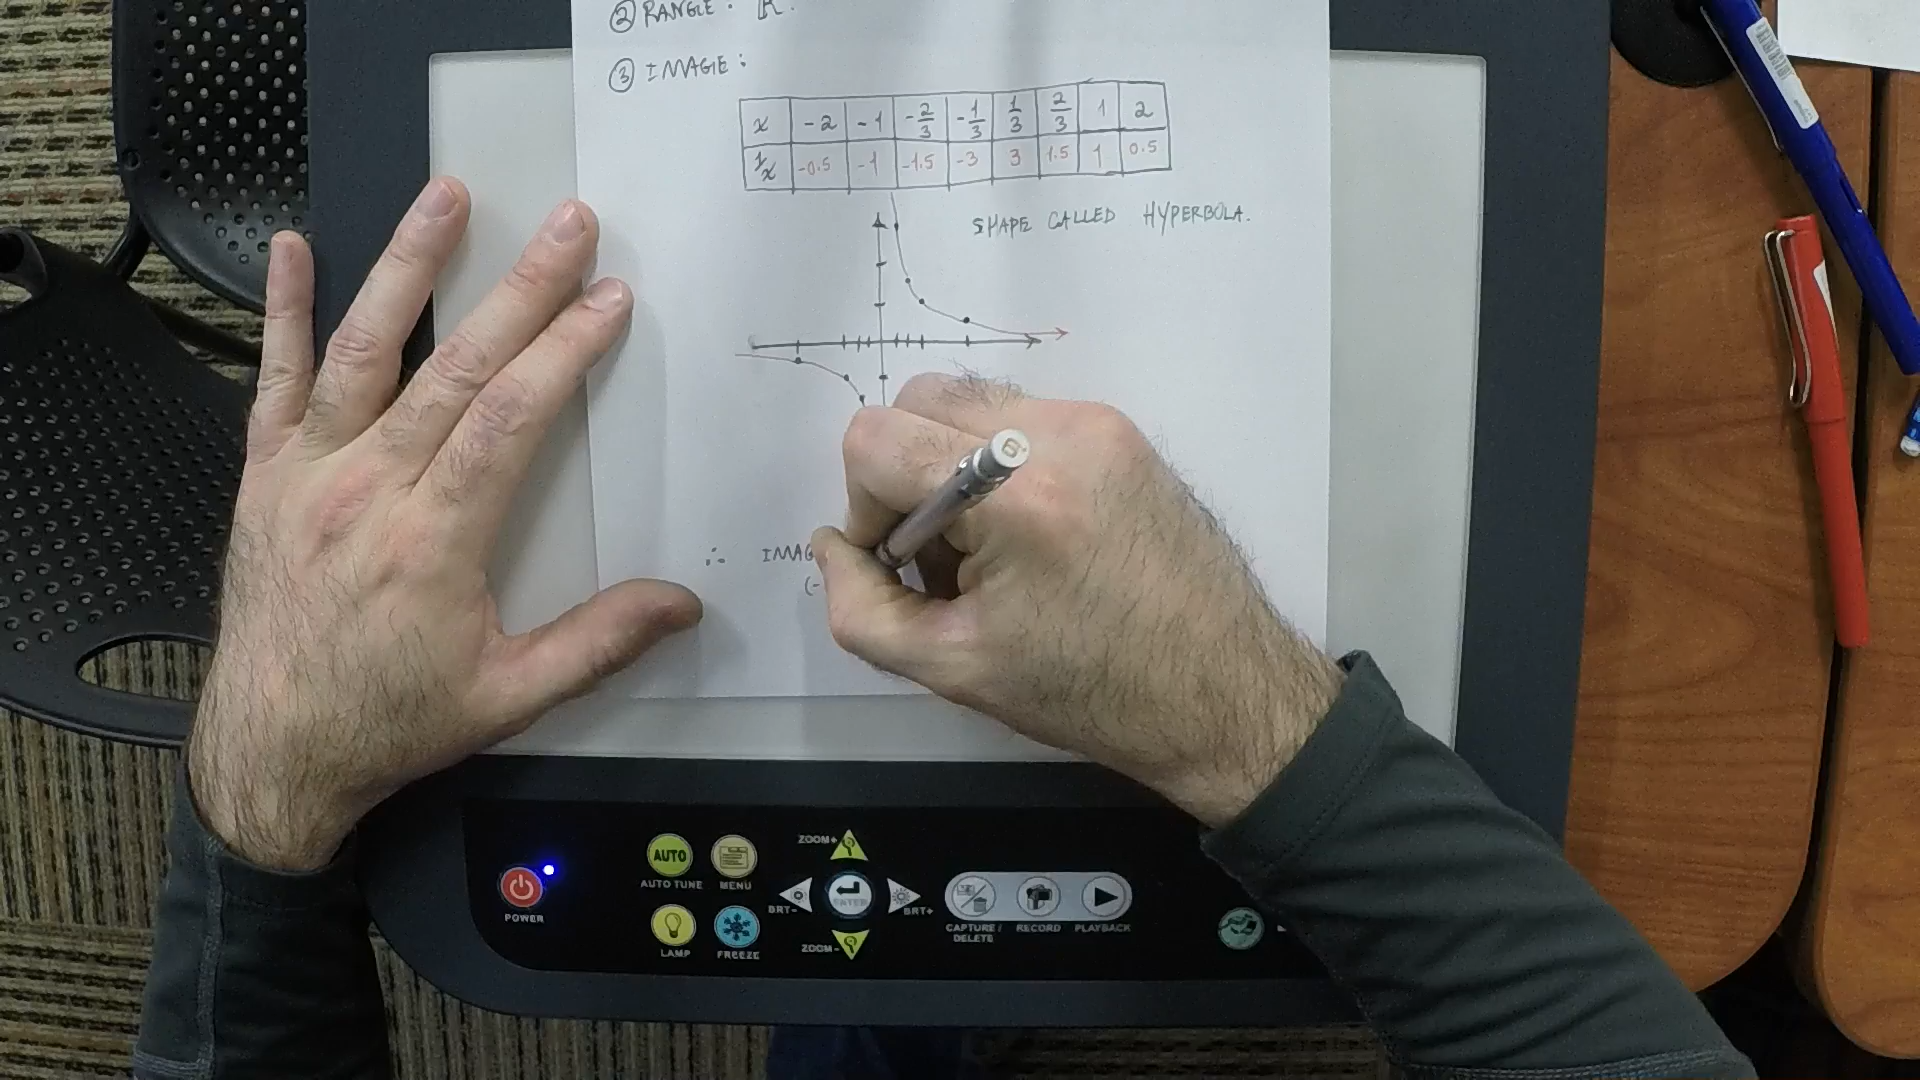 ② RANGE: ℝ.
③ IMAGE:
x -2 -1 -2/3 -1/3 1/3 2/3 1 2
1/x -0.5 -1 -1.5 -3 3 1.5 1 0.5
SHAPE CALLED HYPERBOLA.
∴ IMAG
(-
AUTO
AUTO TUNE
MENU
ZOOM+
BRT-
ENTER
BRT+
ZOOM-
POWER
LAMP
FREEZE
CAPTURE / DELETE
RECORD
PLAYBACK